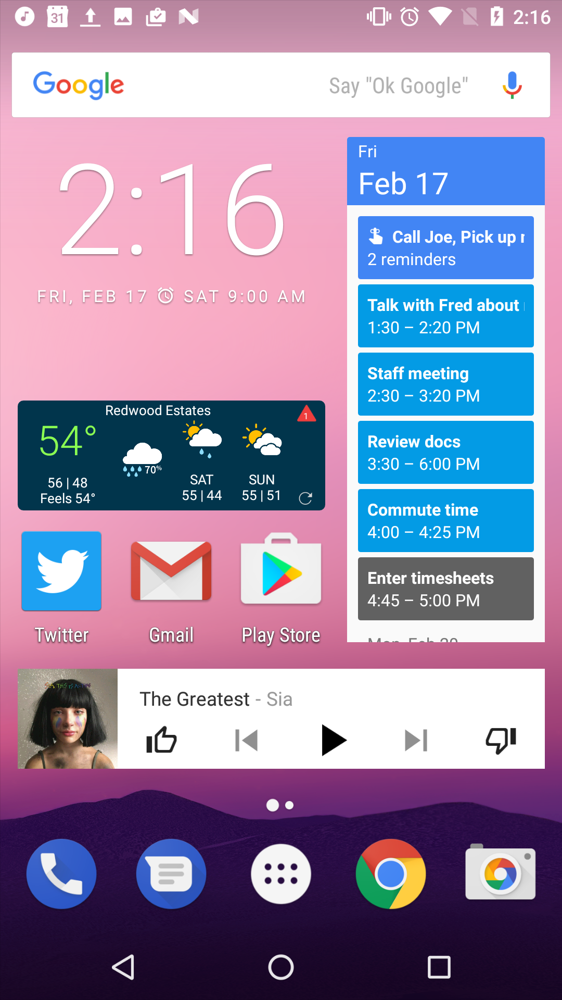 31
2:16
Google
Say "Ok Google"
2:16
FRI, FEB 17 SAT 9:00 AM
Fri
Feb 17
Call Joe, Pick up
2 reminders
Talk with Fred about
1:30 – 2:20 PM
Staff meeting
2:30 – 3:20 PM
Review docs
3:30 – 6:00 PM
Commute time
4:00 – 4:25 PM
Enter timesheets
4:45 – 5:00 PM
Redwood Estates
1
54°
70%
56 | 48
Feels 54°
SAT
55 | 44
SUN
55 | 51
Twitter
Gmail
Play Store
The Greatest - Sia